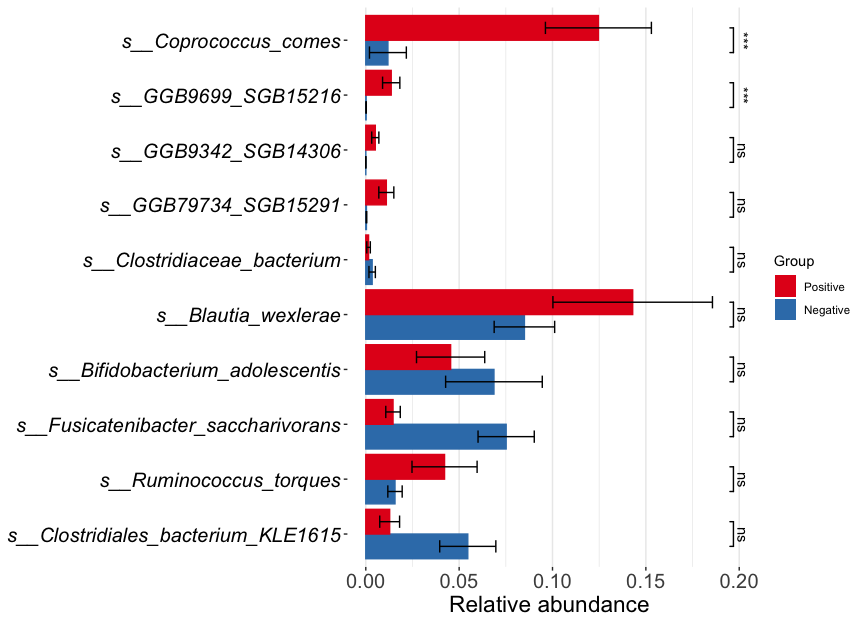 s__Coprococcus_comes
***
s__GGB9699_SGB15216
***
s__GGB9342_SGB14306
ns
s__GGB79734_SGB15291
ns
s__Clostridiaceae_bacterium
ns
s__Blautia_wexlerae
ns
s__Bifidobacterium_adolescentis
ns
s__Fusicatenibacter_saccharivorans
ns
s__Ruminococcus_torques
ns
s__Clostridiales_bacterium_KLE1615
ns
0.00 0.05 0.10 0.15 0.20
Relative abundance
Group
Positive
Negative